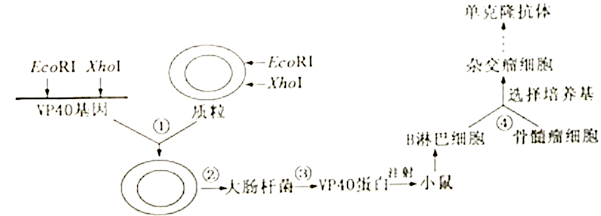 单克隆抗体
杂交瘤细胞
选择培养基
④
B淋巴细胞 骨髓瘤细胞
EcoRI XhoI
VP40基因
EcoRI
XhoI
质粒
①
② 大肠杆菌 ③ VP40蛋白 注射 小鼠